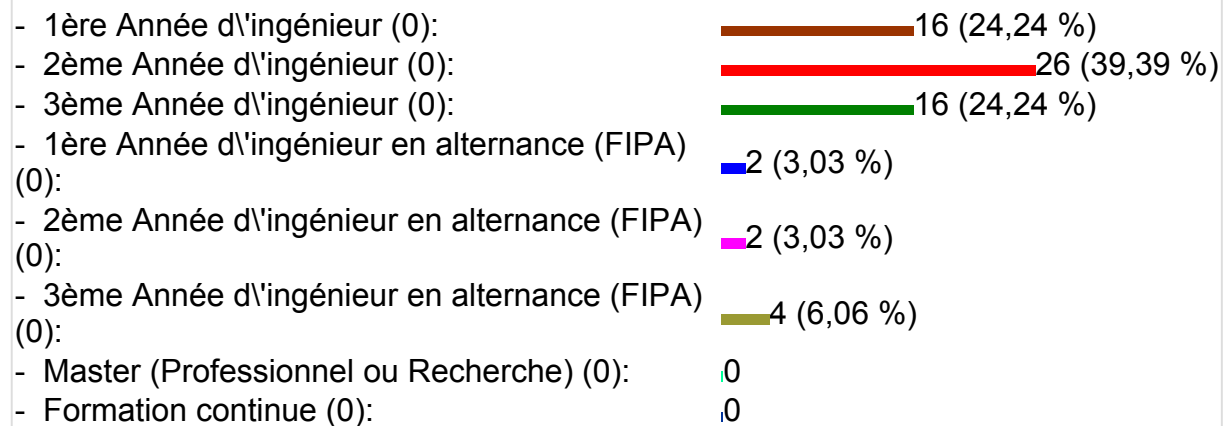 - 1ère Année d\'ingénieur (0): 16 (24,24 %)
- 2ème Année d\'ingénieur (0): 26 (39,39 %)
- 3ème Année d\'ingénieur (0): 16 (24,24 %)
- 1ère Année d\'ingénieur en alternance (FIPA)
(0): 2 (3,03 %)
- 2ème Année d\'ingénieur en alternance (FIPA)
(0): 2 (3,03 %)
- 3ème Année d\'ingénieur en alternance (FIPA)
(0): 4 (6,06 %)
- Master (Professionnel ou Recherche) (0): 0
- Formation continue (0): 0